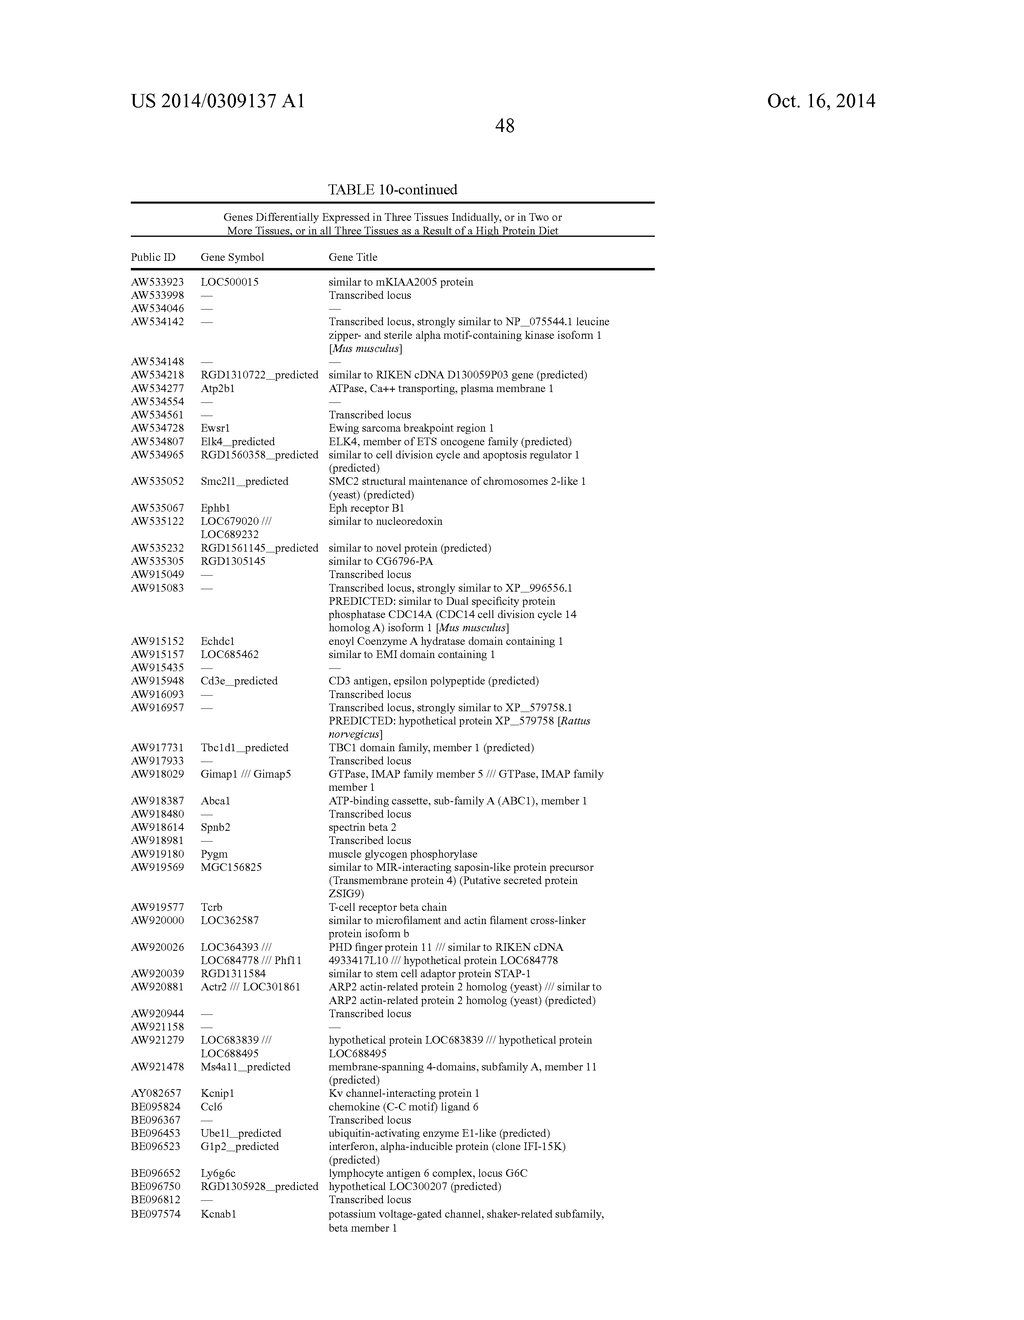 US 2014/0309137 A1 Oct. 16, 2014
48
TABLE 10-continued
Genes Differentially Expressed in Three Tissues Indidually, or in Two or
More Tissues, or in all Three Tissues as a Result of a High Protein Diet
Public ID Gene Symbol Gene Title
AW533923 LOC500015 similar to mKIAA2005 protein
AW533998 — Transcribed locus
AW534046 — —
AW534142 — Transcribed locus, strongly similar to NP__075544.1 leucine
zipper- and sterile alpha motif-containing kinase isoform 1
[Mus musculus]
AW534148 — —
AW534218 RGD1310722__predicted similar to RIKEN cDNA D130059P03 gene (predicted)
AW534277 Atp2b1 ATPase, Ca++ transporting, plasma membrane 1
AW534554 — —
AW534561 — Transcribed locus
AW534728 Ewsr1 Ewing sarcoma breakpoint region 1
AW534807 Elk4__predicted ELK4, member of ETS oncogene family (predicted)
AW534965 RGD1560358__predicted similar to cell division cycle and apoptosis regulator 1
(predicted)
AW535052 Smc2l1__predicted SMC2 structural maintenance of chromosomes 2-like 1
(yeast) (predicted)
AW535067 Ephb1 Eph receptor B1
AW535122 LOC679020 /// similar to nucleoredoxin
LOC689232
AW535232 RGD1561145__predicted similar to novel protein (predicted)
AW535305 RGD1305145 similar to CG6796-PA
AW915049 — Transcribed locus
AW915083 — Transcribed locus, strongly similar to XP__996556.1
PREDICTED: similar to Dual specificity protein
phosphatase CDC14A (CDC14 cell division cycle 14
homolog A) isoform 1 [Mus musculus]
AW915152 Echdc1 enoyl Coenzyme A hydratase domain containing 1
AW915157 LOC685462 similar to EMI domain containing 1
AW915435 — —
AW915948 Cd3e__predicted CD3 antigen, epsilon polypeptide (predicted)
AW916093 — Transcribed locus
AW916957 — Transcribed locus, strongly similar to XP__579758.1
PREDICTED: hypothetical protein XP__579758 [Rattus
norvegicus]
AW917731 Tbc1d1__predicted TBC1 domain family, member 1 (predicted)
AW917933 — Transcribed locus
AW918029 Gimap1 /// Gimap5 GTPase, IMAP family member 5 /// GTPase, IMAP family
member 1
AW918387 Abca1 ATP-binding cassette, sub-family A (ABC1), member 1
AW918480 — Transcribed locus
AW918614 Spnb2 spectrin beta 2
AW918981 — Transcribed locus
AW919180 Pygm muscle glycogen phosphorylase
AW919569 MGC156825 similar to MIR-interacting saposin-like protein precursor
(Transmembrane protein 4) (Putative secreted protein
ZSIG9)
AW919577 Tcrb T-cell receptor beta chain
AW920000 LOC362587 similar to microfilament and actin filament cross-linker
protein isoform b
AW920026 LOC364393 /// PHD finger protein 11 /// similar to RIKEN cDNA
LOC684778 /// Phf11 4933417L10 /// hypothetical protein LOC684778
AW920039 RGD1311584 similar to stem cell adaptor protein STAP-1
AW920881 Actr2 /// LOC301861 ARP2 actin-related protein 2 homolog (yeast) /// similar to
ARP2 actin-related protein 2 homolog (yeast) (predicted)
AW920944 — Transcribed locus
AW921158 — —
AW921279 LOC683839 /// hypothetical protein LOC683839 /// hypothetical protein
LOC688495 LOC688495
AW921478 Ms4a11__predicted membrane-spanning 4-domains, subfamily A, member 11
(predicted)
AY082657 Kcnip1 Kv channel-interacting protein 1
BE095824 Ccl6 chemokine (C-C motif) ligand 6
BE096367 — Transcribed locus
BE096453 Ube1l__predicted ubiquitin-activating enzyme E1-like (predicted)
BE096523 G1p2__predicted interferon, alpha-inducible protein (clone IFI-15K)
(predicted)
BE096652 Ly6g6c lymphocyte antigen 6 complex, locus G6C
BE096750 RGD1305928__predicted hypothetical LOC300207 (predicted)
BE096812 — Transcribed locus
BE097574 Kcnab1 potassium voltage-gated channel, shaker-related subfamily,
beta member 1